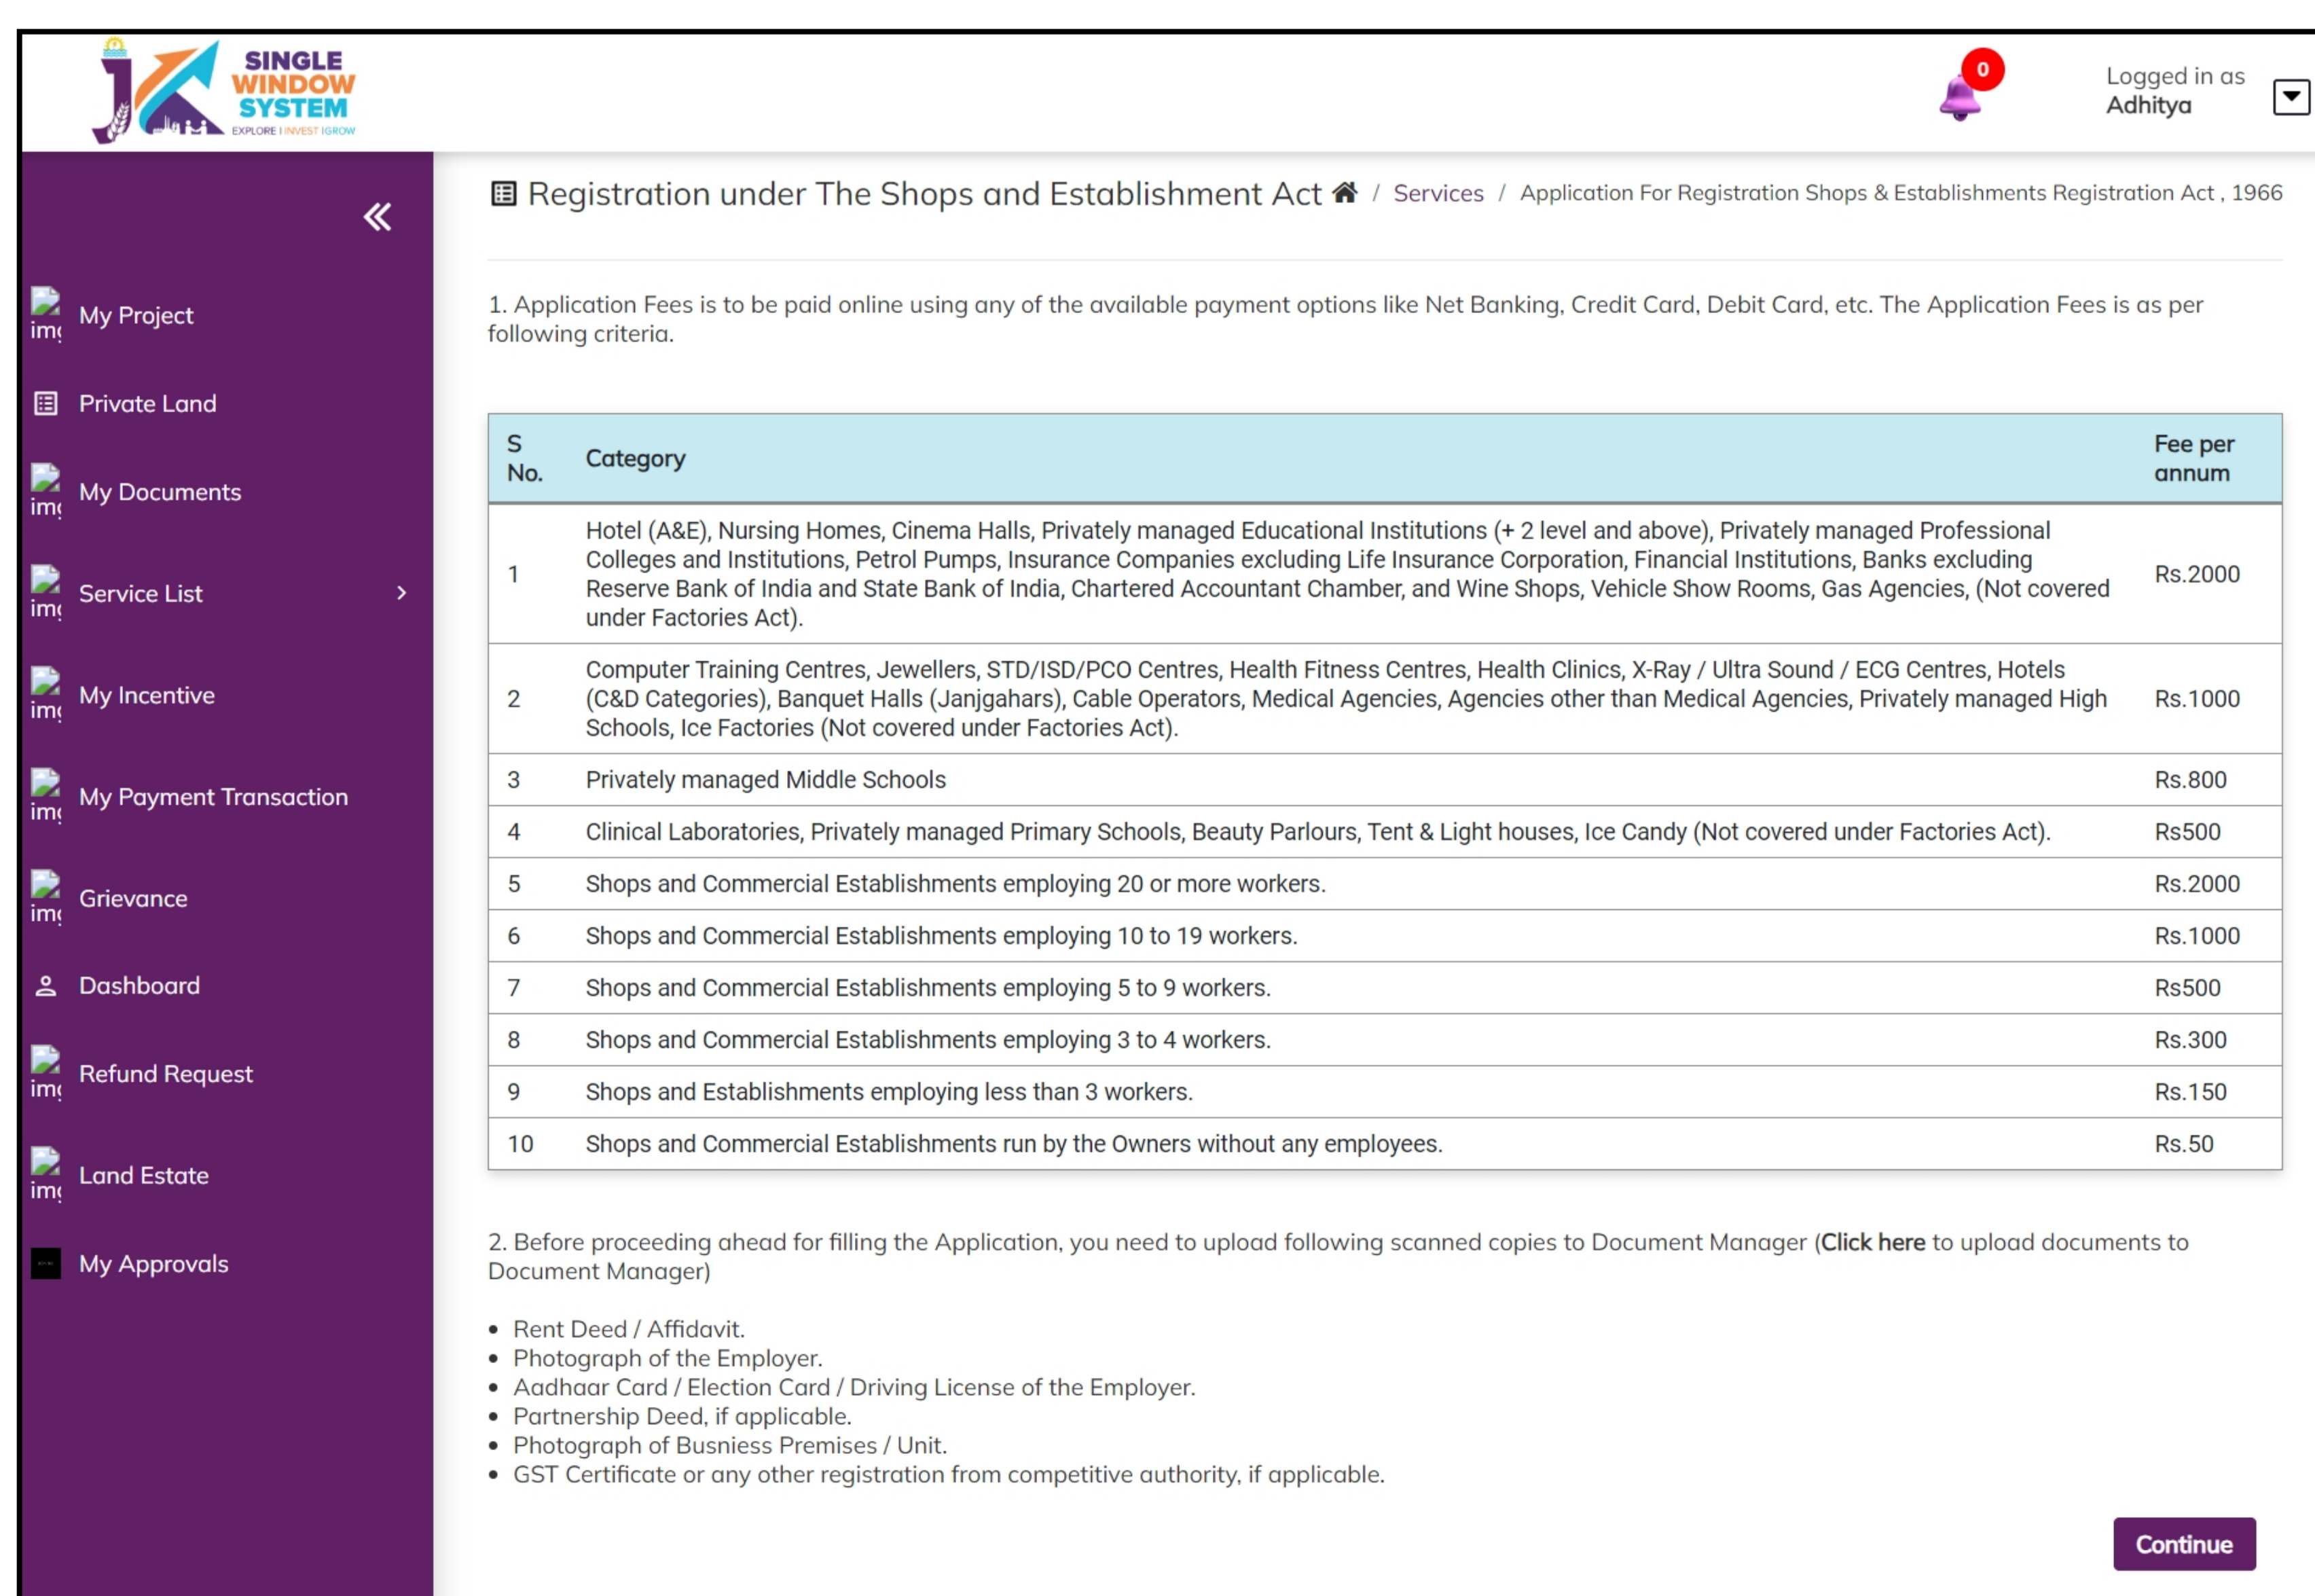 SINGLE
WINDOW
SYSTEM
EXPLORE I INVEST IGROW
0
Logged in as
Adhitya
Registration under The Shops and Establishment Act / Services / Application For Registration Shops & Establishments Registration Act , 1966
img
My Project
Private Land
img
My Documents
img
Service List
img
My Incentive
img
My Payment Transaction
img
Grievance
Dashboard
img
Refund Request
img
Land Estate
My Approvals
1. Application Fees is to be paid online using any of the available payment options like Net Banking, Credit Card, Debit Card, etc. The Application Fees is as per
following criteria.
S No. Category Fee per annum
1 Hotel (A&E), Nursing Homes, Cinema Halls, Privately managed Educational Institutions (+ 2 level and above), Privately managed Professional
Colleges and Institutions, Petrol Pumps, Insurance Companies excluding Life Insurance Corporation, Financial Institutions, Banks excluding
Reserve Bank of India and State Bank of India, Chartered Accountant Chamber, and Wine Shops, Vehicle Show Rooms, Gas Agencies, (Not covered
under Factories Act). Rs.2000
2 Computer Training Centres, Jewellers, STD/ISD/PCO Centres, Health Fitness Centres, Health Clinics, X-Ray / Ultra Sound / ECG Centres, Hotels
(C&D Categories), Banquet Halls (Janjgahars), Cable Operators, Medical Agencies, Agencies other than Medical Agencies, Privately managed High
Schools, Ice Factories (Not covered under Factories Act). Rs.1000
3 Privately managed Middle Schools Rs.800
4 Clinical Laboratories, Privately managed Primary Schools, Beauty Parlours, Tent & Light houses, Ice Candy (Not covered under Factories Act). Rs500
5 Shops and Commercial Establishments employing 20 or more workers. Rs.2000
6 Shops and Commercial Establishments employing 10 to 19 workers. Rs.1000
7 Shops and Commercial Establishments employing 5 to 9 workers. Rs500
8 Shops and Commercial Establishments employing 3 to 4 workers. Rs.300
9 Shops and Establishments employing less than 3 workers. Rs.150
10 Shops and Commercial Establishments run by the Owners without any employees. Rs.50
2. Before proceeding ahead for filling the Application, you need to upload following scanned copies to Document Manager (Click here to upload documents to
Document Manager)
• Rent Deed / Affidavit.
• Photograph of the Employer.
• Aadhaar Card / Election Card / Driving License of the Employer.
• Partnership Deed, if applicable.
• Photograph of Busniess Premises / Unit.
• GST Certificate or any other registration from competitive authority, if applicable.
Continue